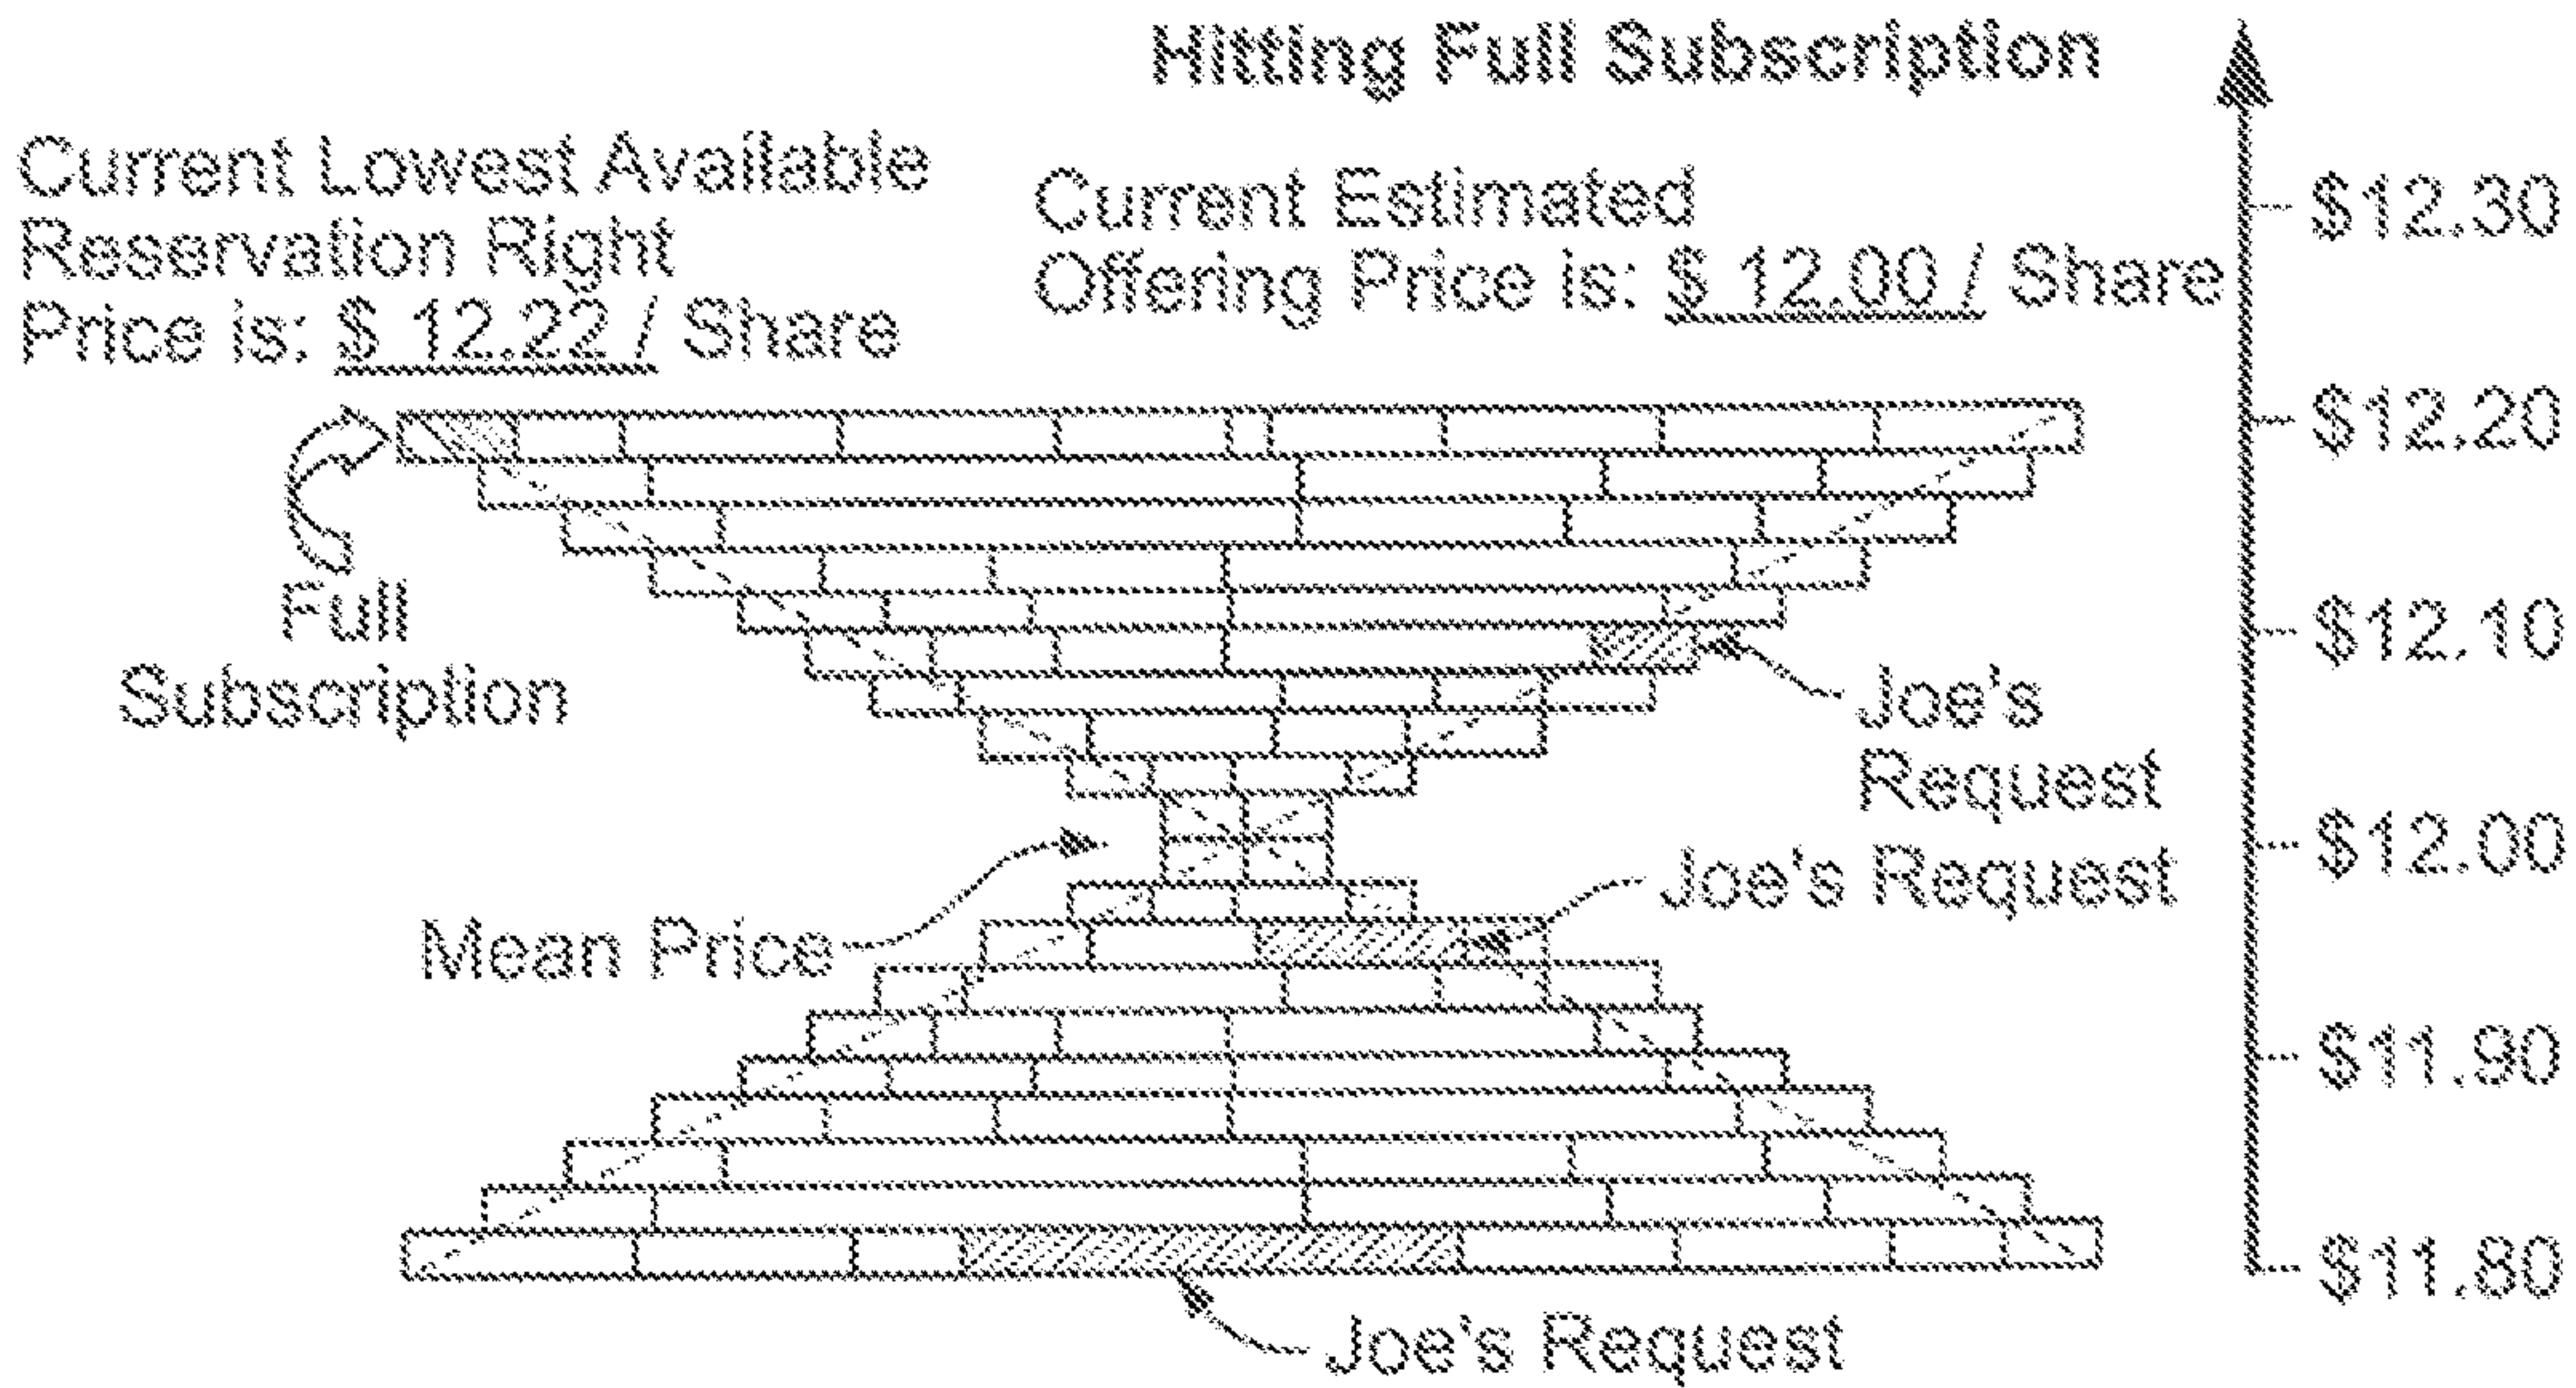 Hitting Full Subscription
Current Lowest Available
Reservation Right
Price is: $ 12.22 / Share
Current Estimated
Offering Price is: $ 12.00 / Share
$12.30
$12.20
$12.10
$12.00
$11.90
$11.80
Full
Subscription
Joe's
Request
Joe's Request
Mean Price
Joe's Request